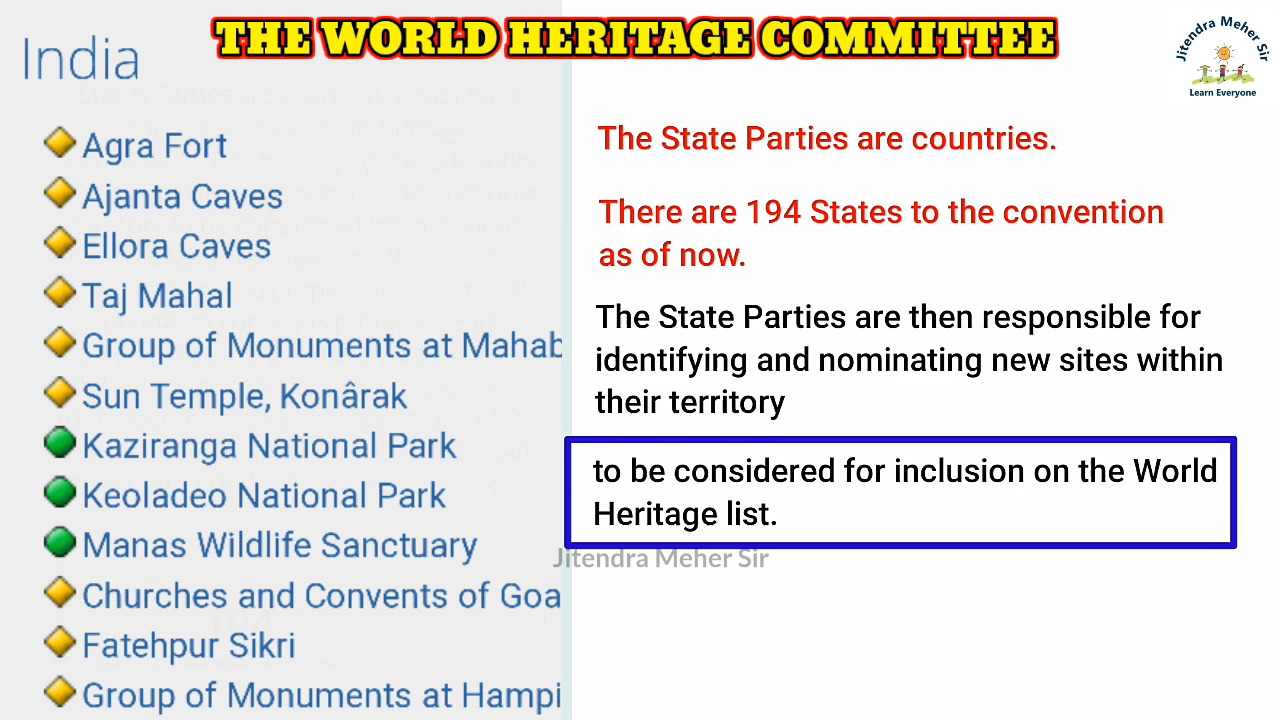 THE WORLD HERITAGE COMMITTEE
Jitendra Meher Sir
Learn Everyone
India
Agra Fort
Ajanta Caves
Ellora Caves
Taj Mahal
Group of Monuments at Mahab
Sun Temple, Konârak
Kaziranga National Park
Keoladeo National Park
Manas Wildlife Sanctuary
Churches and Convents of Goa
Fatehpur Sikri
Group of Monuments at Hampi
The State Parties are countries.
There are 194 States to the convention
as of now.
The State Parties are then responsible for
identifying and nominating new sites within
their territory
to be considered for inclusion on the World
Heritage list.
Jitendra Meher Sir